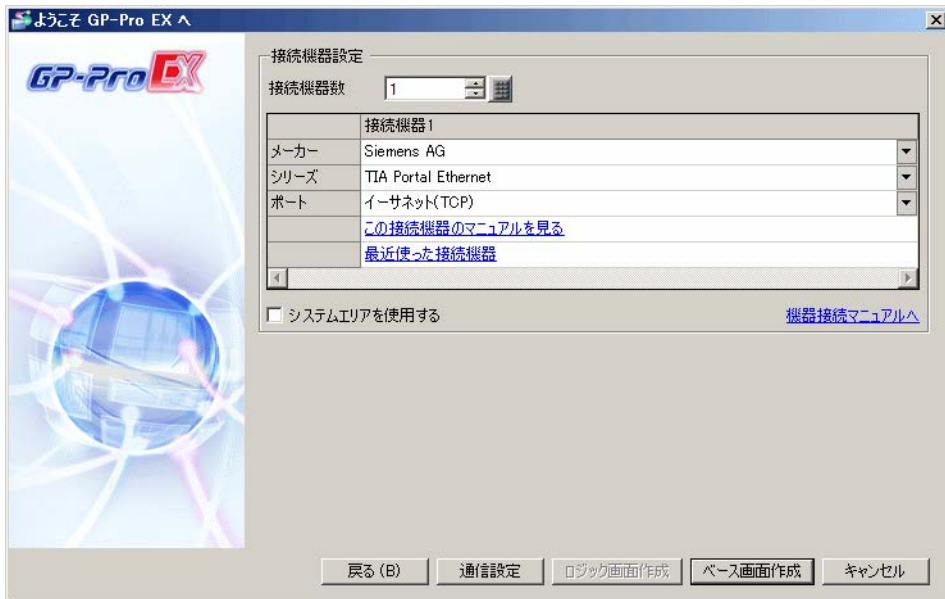 ようこそ GP-Pro EX へ
GP-Pro EX
接続機器設定
接続機器数 1
接続機器1
メーカー Siemens AG
シリーズ TIA Portal Ethernet
ポート イーサネット(TCP)
この接続機器のマニュアルを見る
最近使った接続機器
システムエリアを使用する 機器接続マニュアルへ
戻る(B) 通信設定 ロジック画面作成 ベース画面作成 キャンセル